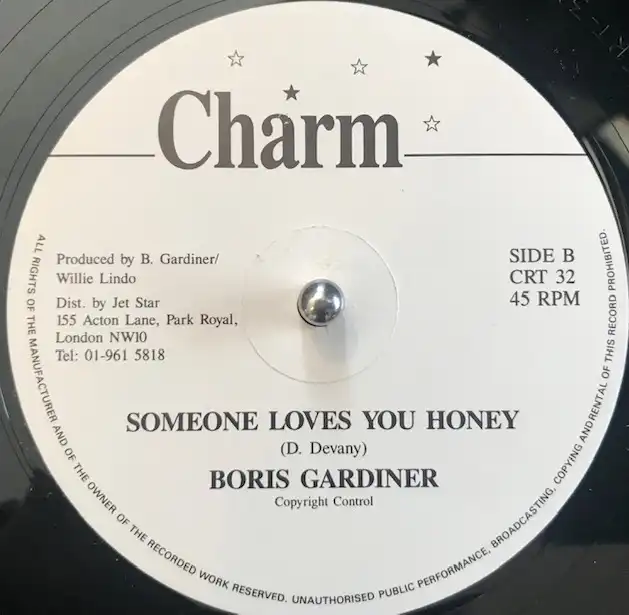 Charm
Produced by B. Gardiner/
Willie Lindo
Dist. by Jet Star
155 Acton Lane, Park Royal,
London NW10
Tel: 01-961 5818
SIDE B
CRT 32
45 RPM
SOMEONE LOVES YOU HONEY
(D. Devany)
BORIS GARDINER
Copyright Control
ALL RIGHTS OF THE MANUFACTURER AND OF THE OWNER OF THE RECORDED WORK RESERVED. UNAUTHORISED PUBLIC PERFORMANCE, BROADCASTING, COPYING AND RENTAL OF THIS RECORD PROHIBITED.